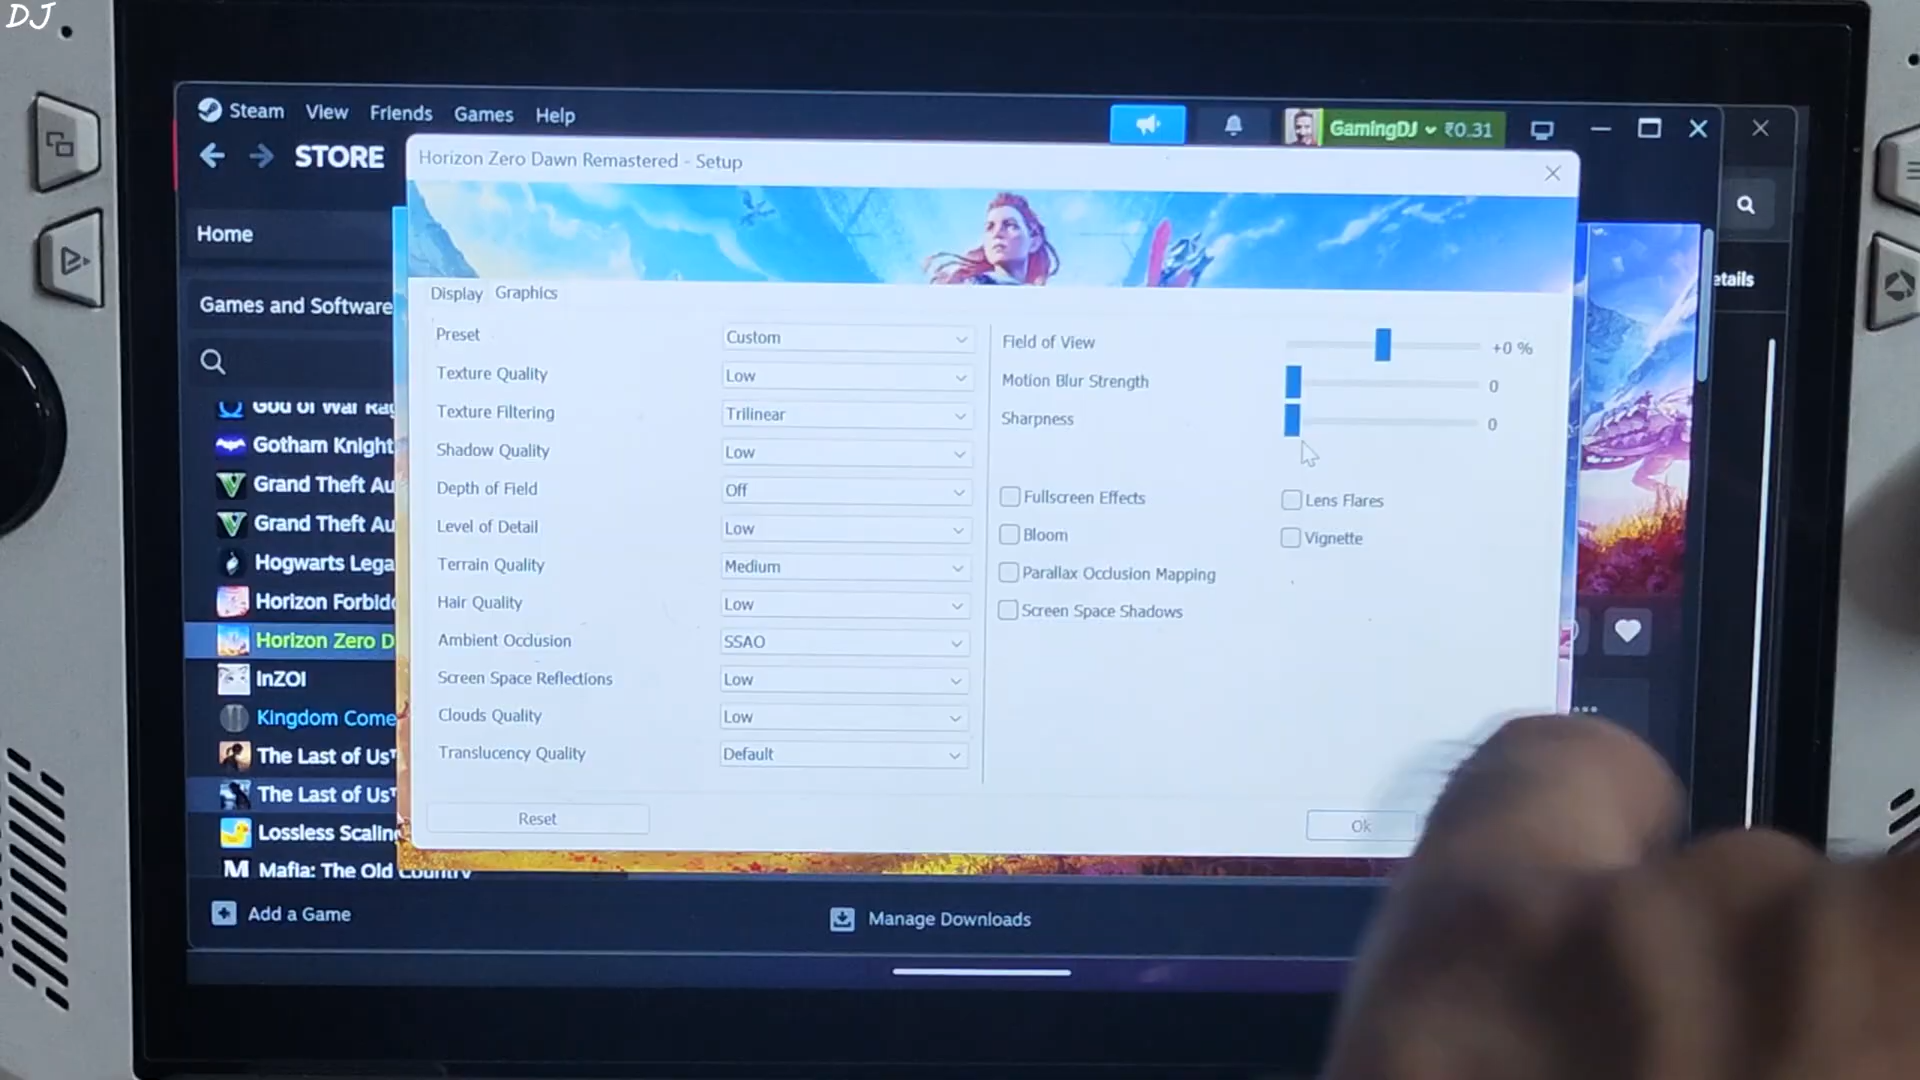 DJ
Steam View Friends Games Help
GamingDJ ₹0.31
STORE
Horizon Zero Dawn Remastered - Setup
Home
Games and Software
etails
Display Graphics
Preset Custom
Texture Quality Low
Texture Filtering Trilinear
Shadow Quality Low
Depth of Field Off
Level of Detail Low
Terrain Quality Medium
Hair Quality Low
Ambient Occlusion SSAO
Screen Space Reflections Low
Clouds Quality Low
Translucency Quality Default
Field of View +0 %
Motion Blur Strength 0
Sharpness 0
Fullscreen Effects Lens Flares
Bloom Vignette
Parallax Occlusion Mapping
Screen Space Shadows
Reset
Ok
God of War Rag
Gotham Knight
Grand Theft Au
Grand Theft Au
Hogwarts Lega
Horizon Forbid
Horizon Zero D
InZOI
Kingdom Come
The Last of Us
The Last of Us
Lossless Scaling
Mafia: The Old Country
Add a Game
Manage Downloads